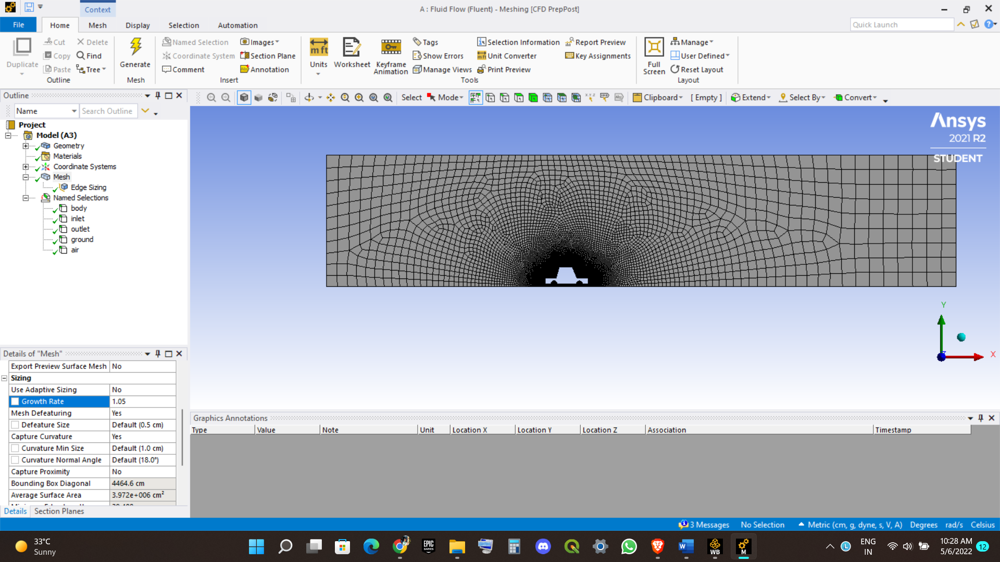 Context
A : Fluid Flow (Fluent) - Meshing [CFD PrepPost]
File Home Mesh Display Selection Automation
Quick Launch
Duplicate
Cut
Copy
Paste
Delete
Find
Tree
Outline
Generate
Mesh
Named Selection
Coordinate System
Comment
Images
Section Plane
Annotation
Insert
Units
Worksheet
Keyframe
Animation
Tags
Show Errors
Manage Views
Selection Information
Unit Converter
Print Preview
Report Preview
Key Assignments
Tools
Full
Screen
Manage
User Defined
Reset Layout
Layout
Outline
Select Mode Clipboard [ Empty ] Extend Select By Convert
Name Search Outline
Project
Model (A3)
Geometry
Materials
Coordinate Systems
Mesh
Edge Sizing
Named Selections
body
inlet
outlet
ground
air
Ansys
2021 R2
STUDENT
Y
X
Details of "Mesh"
Export Preview Surface Mesh No
Sizing
Use Adaptive Sizing No
Growth Rate 1.05
Mesh Defeaturing Yes
Defeature Size Default (0.5 cm)
Capture Curvature Yes
Curvature Min Size Default (1.0 cm)
Curvature Normal Angle Default (18.0°)
Capture Proximity No
Bounding Box Diagonal 4464.6 cm
Average Surface Area 3.972e+006 cm²
Details Section Planes
Graphics Annotations
Type Value Note Unit Location X Location Y Location Z Association Timestamp
3 Messages No Selection Metric (cm, g, dyne, s, V, A) Degrees rad/s Celsius
33°C
Sunny
EPIC
GAMES
WB
M
ENG
IN
10:28 AM
5/6/2022
12